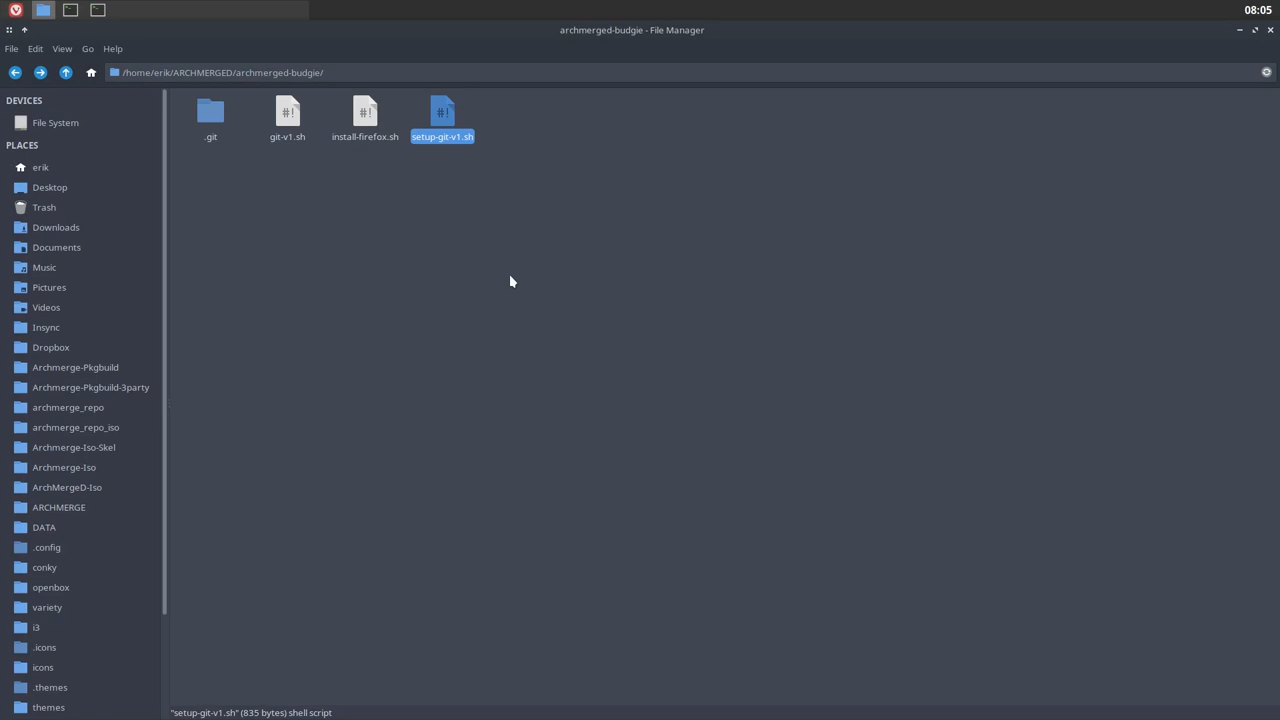 08:05
archmerged-budgie - File Manager
File Edit View Go Help
/home/erik/ARCHMERGED/archmerged-budgie/
DEVICES
File System
PLACES
erik
Desktop
Trash
Downloads
Documents
Music
Pictures
Videos
Insync
Dropbox
Archmerge-Pkgbuild
Archmerge-Pkgbuild-3party
archmerge_repo
archmerge_repo_iso
Archmerge-Iso-Skel
Archmerge-Iso
ArchMergeD-Iso
ARCHMERGE
DATA
.config
conky
openbox
variety
i3
.icons
icons
.themes
themes
#! #! #!
.git git-v1.sh install-firefox.sh setup-git-v1.sh
"setup-git-v1.sh" (835 bytes) shell script